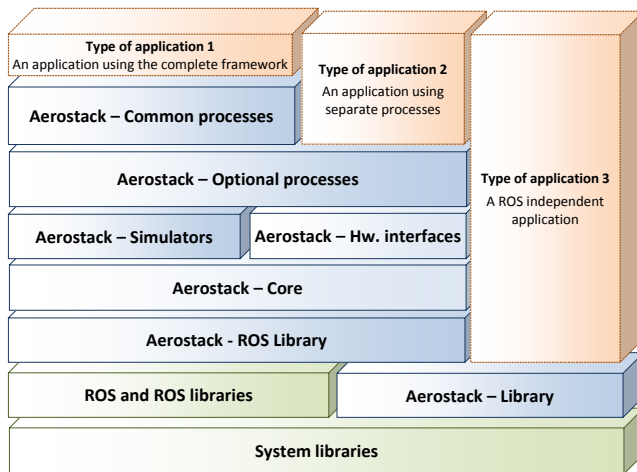 Type of application 1
An application using the complete framework
Type of application 2
An application using
separate processes
Type of application 3
A ROS independent
application
Aerostack – Common processes
Aerostack – Optional processes
Aerostack – Simulators
Aerostack – Hw. interfaces
Aerostack – Core
Aerostack - ROS Library
ROS and ROS libraries
Aerostack – Library
System libraries